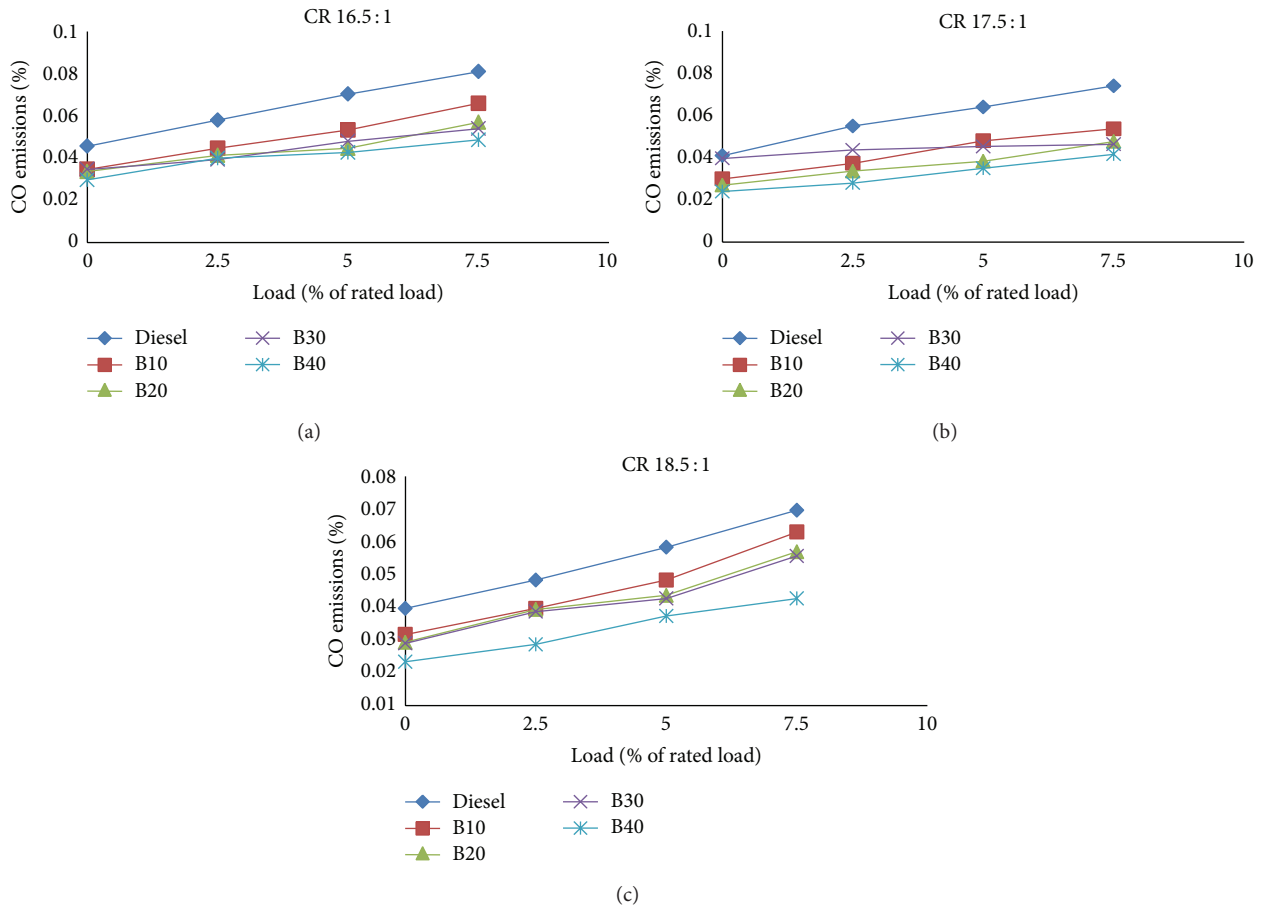 CR 16.5 : 1
CO emissions (%)
0.1
0.08
0.06
0.04
0.02
0
0 2.5 5 7.5 10
Load (% of rated load)
Diesel B30
B10 B40
B20
(a)
CR 17.5 : 1
CO emissions (%)
0.1
0.08
0.06
0.04
0.02
0
0 2.5 5 7.5 10
Load (% of rated load)
Diesel B30
B10 B40
B20
(b)
CR 18.5 : 1
CO emissions (%)
0.08
0.07
0.06
0.05
0.04
0.03
0.02
0.01
0 2.5 5 7.5 10
Load (% of rated load)
Diesel B30
B10 B40
B20
(c)